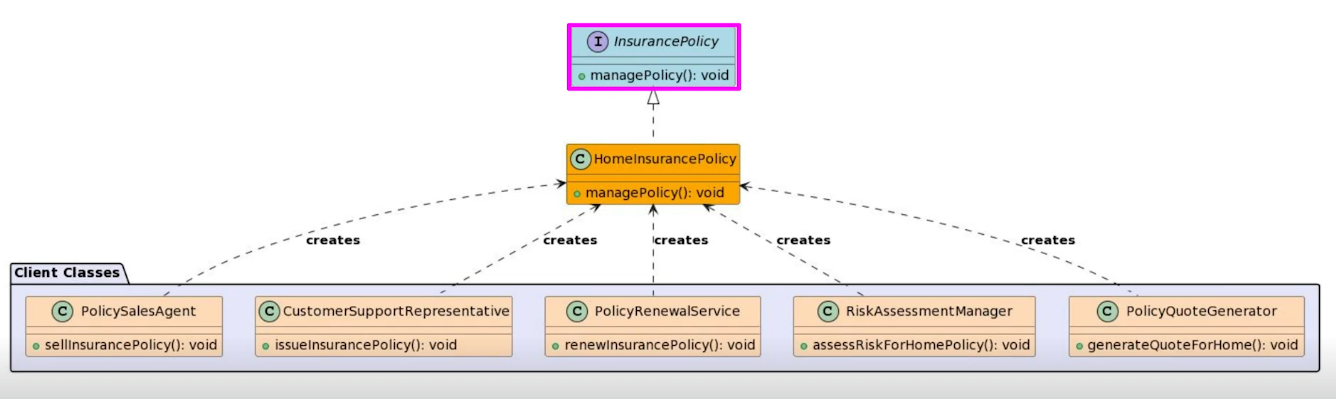 I InsurancePolicy
managePolicy(): void
C HomeInsurancePolicy
managePolicy(): void
creates creates creates creates creates
Client Classes
C PolicySalesAgent
sellInsurancePolicy(): void
C CustomerSupportRepresentative
issueInsurancePolicy(): void
C PolicyRenewalService
renewInsurancePolicy(): void
C RiskAssessmentManager
assessRiskForHomePolicy(): void
C PolicyQuoteGenerator
generateQuoteForHome(): void